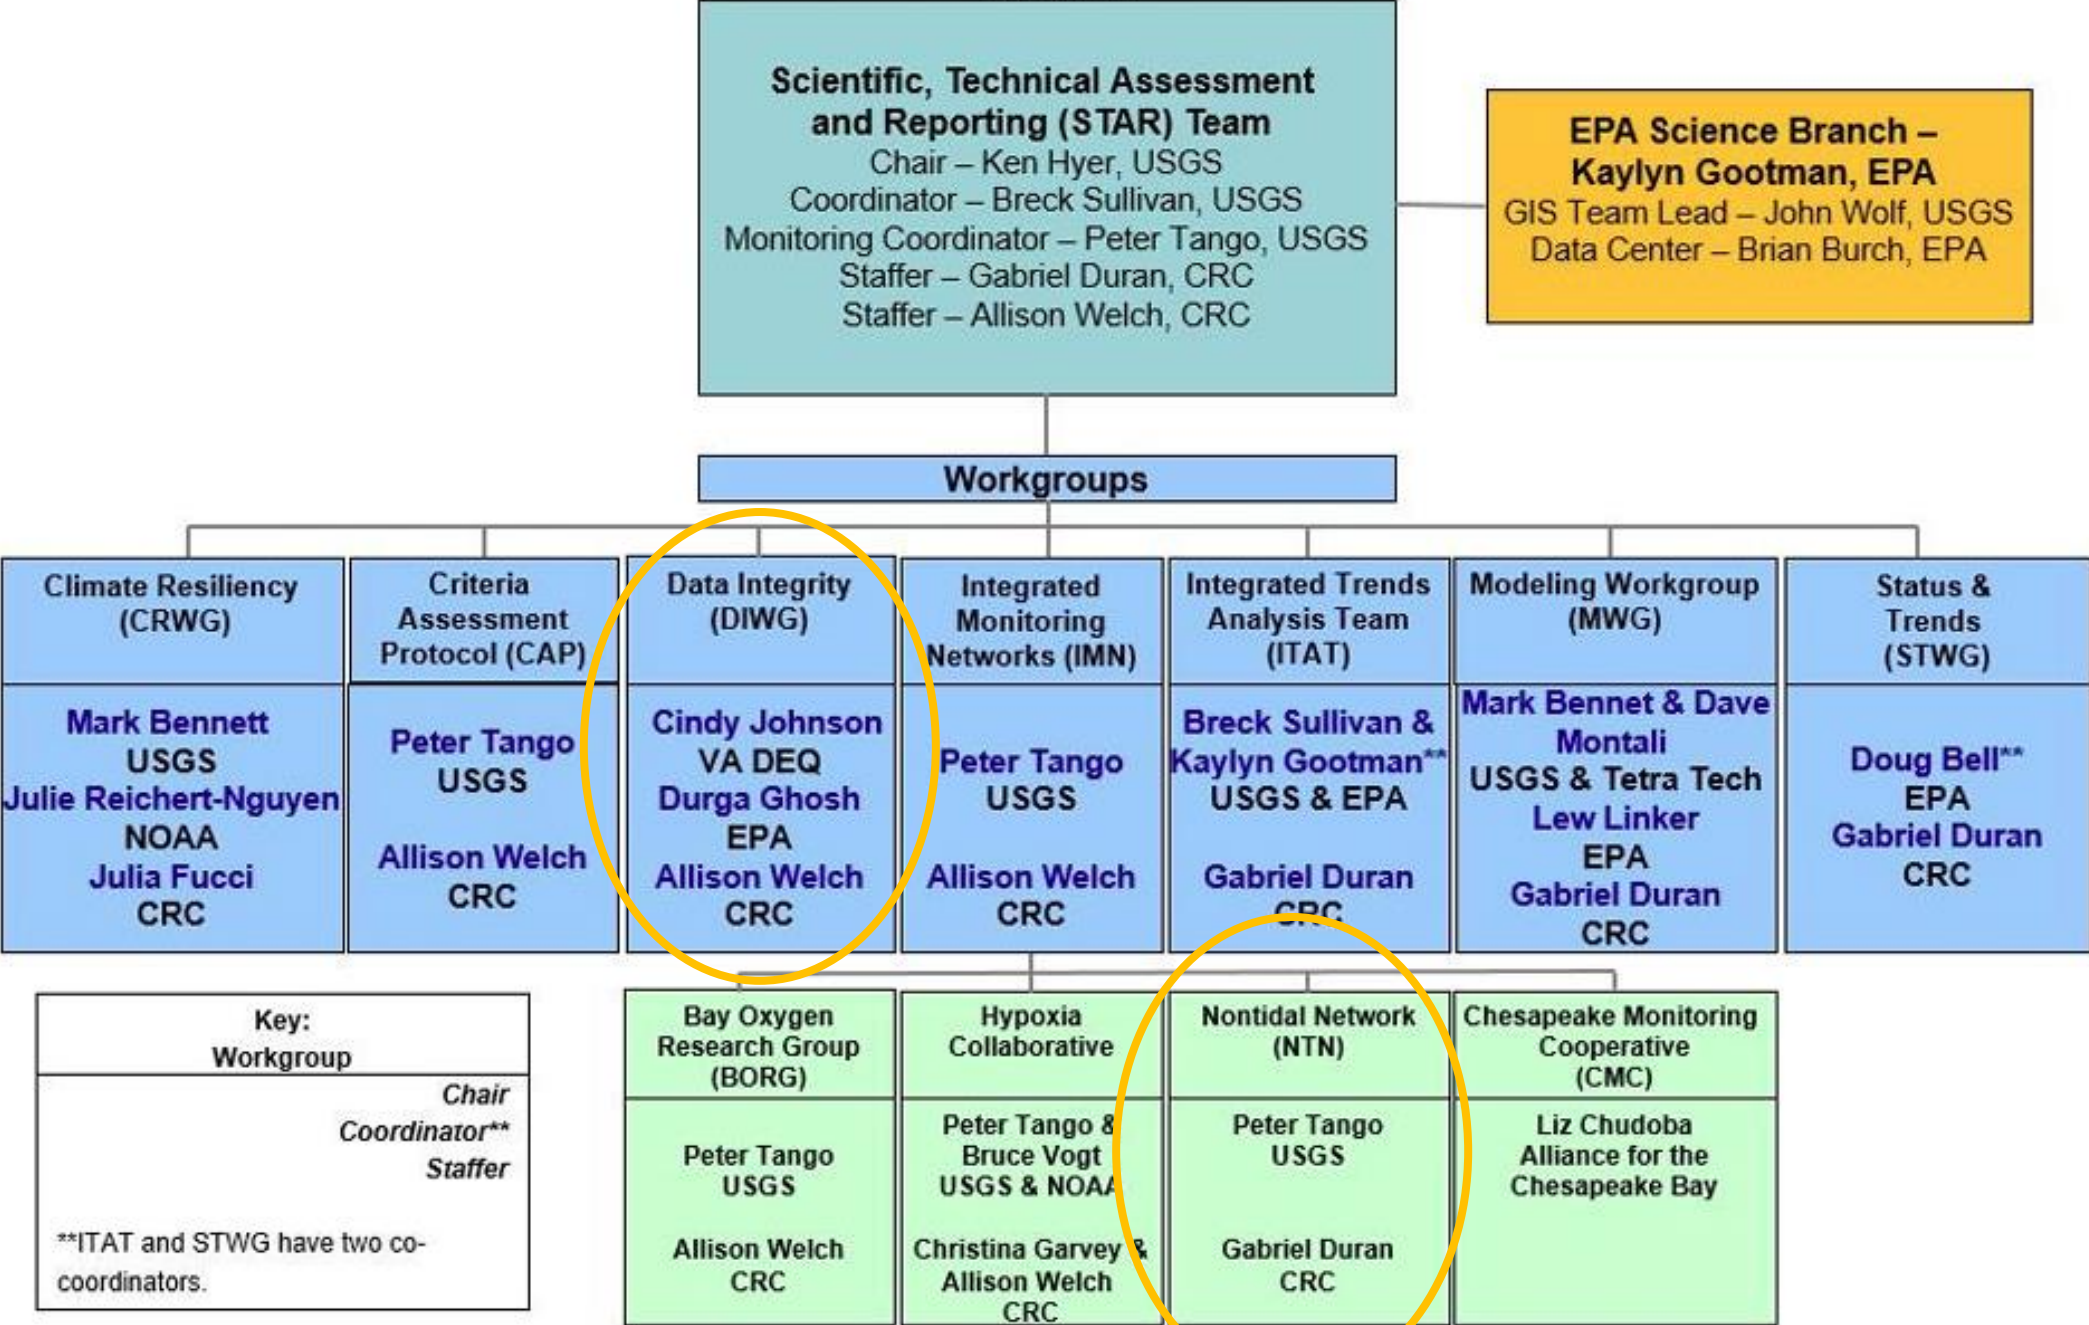 Scientific, Technical Assessment
and Reporting (STAR) Team
Chair – Ken Hyer, USGS
Coordinator – Breck Sullivan, USGS
Monitoring Coordinator – Peter Tango, USGS
Staffer – Gabriel Duran, CRC
Staffer – Allison Welch, CRC
EPA Science Branch –
Kaylyn Gootman, EPA
GIS Team Lead – John Wolf, USGS
Data Center – Brian Burch, EPA
Workgroups
Climate Resiliency
(CRWG)
Mark Bennett
USGS
Julie Reichert-Nguyen
NOAA
Julia Fucci
CRC
Criteria
Assessment
Protocol (CAP)
Peter Tango
USGS
Allison Welch
CRC
Data Integrity
(DIWG)
Cindy Johnson
VA DEQ
Durga Ghosh
EPA
Allison Welch
CRC
Integrated
Monitoring
Networks (IMN)
Peter Tango
USGS
Allison Welch
CRC
Integrated Trends
Analysis Team
(ITAT)
Breck Sullivan &
Kaylyn Gootman**
USGS & EPA
Gabriel Duran
CRC
Modeling Workgroup
(MWG)
Mark Bennet & Dave
Montali
USGS & Tetra Tech
Lew Linker
EPA
Gabriel Duran
CRC
Status &
Trends
(STWG)
Doug Bell**
EPA
Gabriel Duran
CRC
Key:
Workgroup
Chair
Coordinator**
Staffer
**ITAT and STWG have two co-
coordinators.
Bay Oxygen
Research Group
(BORG)
Peter Tango
USGS
Allison Welch
CRC
Hypoxia
Collaborative
Peter Tango &
Bruce Vogt
USGS & NOAA
Christina Garvey &
Allison Welch
CRC
Nontidal Network
(NTN)
Peter Tango
USGS
Gabriel Duran
CRC
Chesapeake Monitoring
Cooperative
(CMC)
Liz Chudoba
Alliance for the
Chesapeake Bay